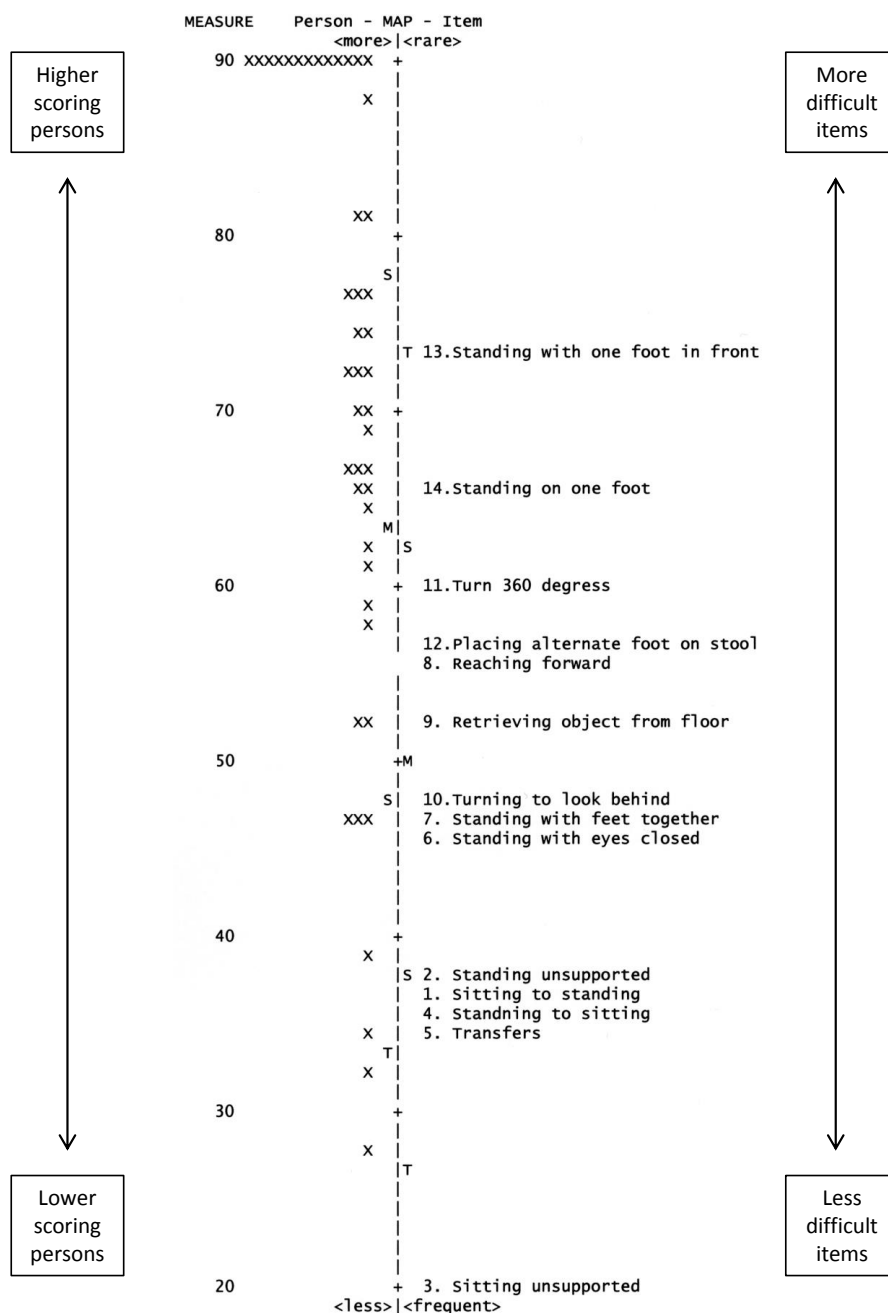 MEASURE Person - MAP - Item
<more>|<rare>
90 XXXXXXXXXXXXX +
X |
XX |
80 +
S|
XXX |
XX |
|T 13.Standing with one foot in front
XXX |
XX +
70
X |
XXX |
XX | 14.Standing on one foot
X |
M|
X |S
X |
60 + 11.Turn 360 degress
X |
X |
12.Placing alternate foot on stool
8. Reaching forward
XX | 9. Retrieving object from floor
50 +M
S| 10.Turning to look behind
XXX | 7. Standing with feet together
| 6. Standing with eyes closed
40 +
X |
|S 2. Standing unsupported
| 1. Sitting to standing
| 4. Standning to sitting
X | 5. Transfers
T|
X |
30 +
X |
|T
20 + 3. Sitting unsupported
<less>|<frequent>
Higher
scoring
persons
Lower
scoring
persons
More
difficult
items
Less
difficult
items